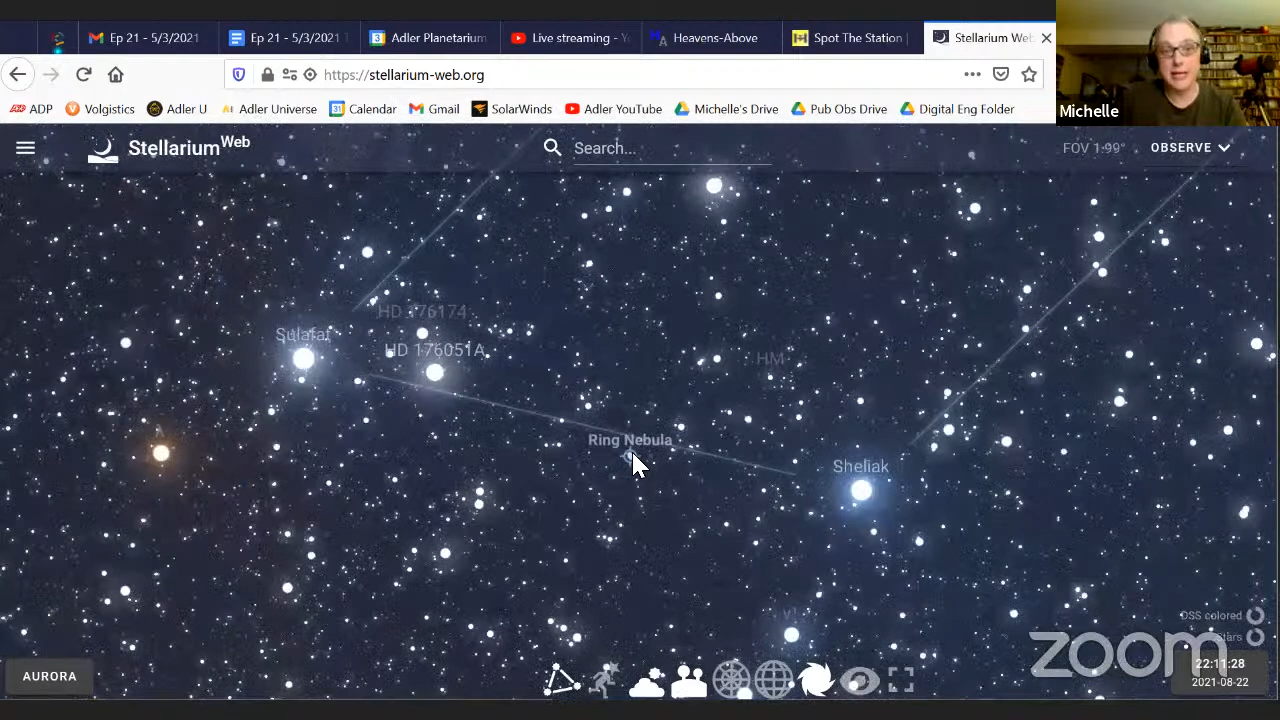 Ep 21 - 5/3/2021
Ep 21 - 5/3/2021
Adler Planetarium
Live streaming - Y
Heavens-Above
Spot The Station |
Stellarium Web
https://stellarium-web.org
ADP
Volgistics
Adler U
Adler Universe
Calendar
Gmail
SolarWinds
Adler YouTube
Michelle's Drive
Pub Obs Drive
Digital Eng Folder
Michelle
StellariumWeb
Search...
FOV 1.99°
OBSERVE
HD 176174
Sulafat
HD 176051A
HM
Ring Nebula
Sheliak
DSS colored
Stars
zoom
22:11:28
2021-08-22
AURORA